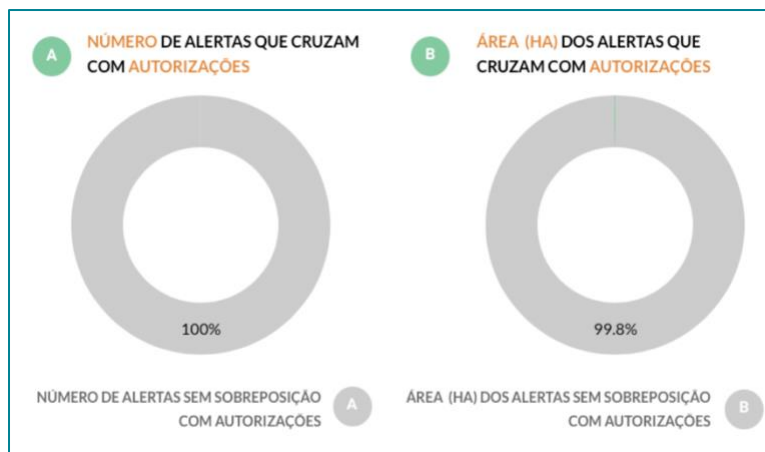 A
NÚMERO DE ALERTAS QUE CRUZAM
COM AUTORIZAÇÕES
100%
NÚMERO DE ALERTAS SEM SOBREPOSIÇÃO
COM AUTORIZAÇÕES
A
B
ÁREA (HA) DOS ALERTAS QUE
CRUZAM COM AUTORIZAÇÕES
99.8%
ÁREA (HA) DOS ALERTAS SEM SOBREPOSIÇÃO
COM AUTORIZAÇÕES
B